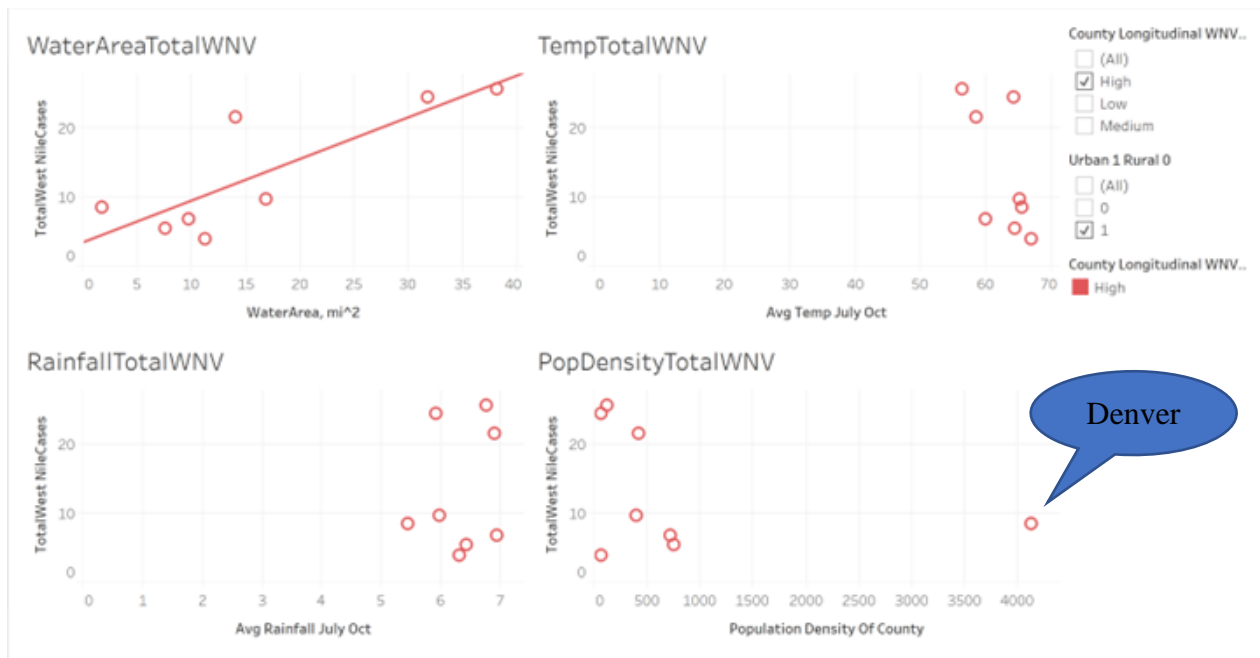 WaterAreaTotalWNV
TotalWest NileCases
20
10
0
0 5 10 15 20 25 30 35 40
WaterArea, mi^2
TempTotalWNV
TotalWest NileCases
20
10
0
0 10 20 30 40 50 60 70
Avg Temp July Oct
County Longitudinal WNV..
(All)
High
Low
Medium
Urban 1 Rural 0
(All)
0
1
County Longitudinal WNV..
High
RainfallTotalWNV
TotalWest NileCases
20
10
0
0 1 2 3 4 5 6 7
Avg Rainfall July Oct
PopDensityTotalWNV
TotalWest NileCases
20
10
0
0 500 1000 1500 2000 2500 3000 3500 4000
Population Density Of County
Denver